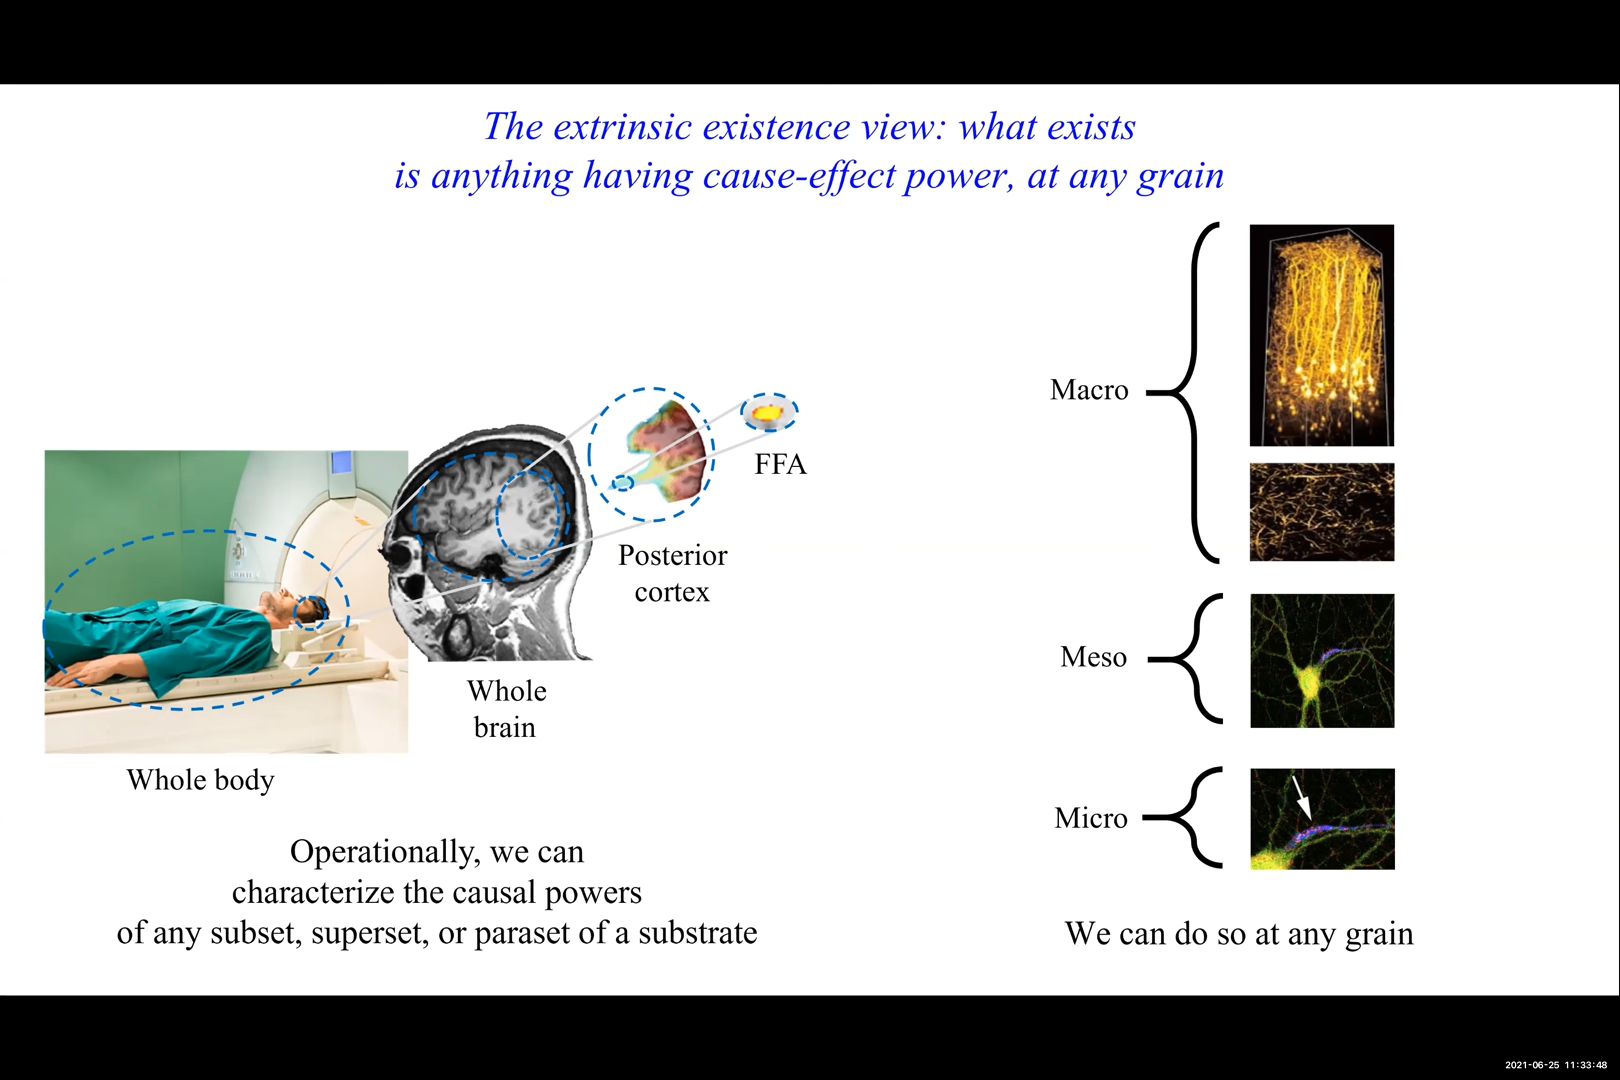 The extrinsic existence view: what exists
is anything having cause-effect power, at any grain
FFA
Posterior
cortex
Whole
brain
Whole body
Operationally, we can
characterize the causal powers
of any subset, superset, or paraset of a substrate
Macro
Meso
Micro
We can do so at any grain
2021-06-25 11:33:48